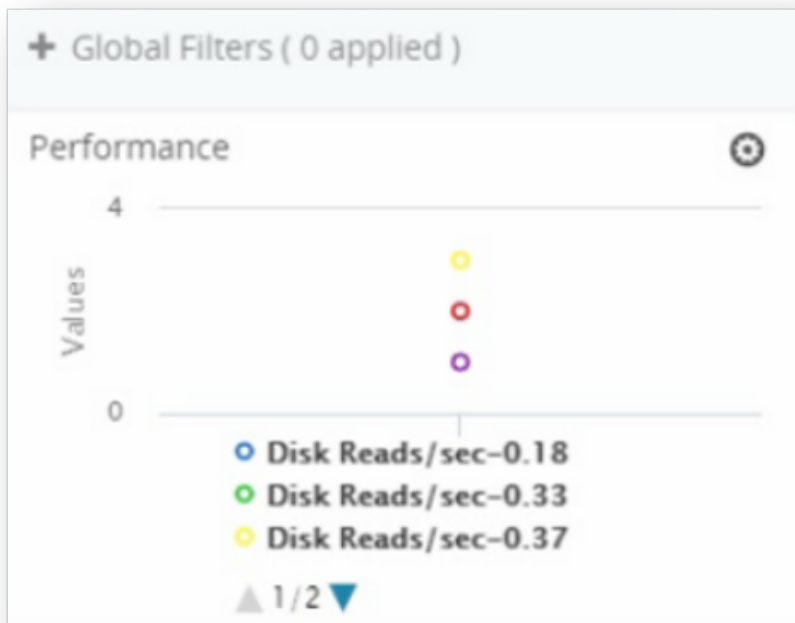 + Global Filters ( 0 applied )
Performance
4
Values
0
Disk Reads/sec-0.18
Disk Reads/sec-0.33
Disk Reads/sec-0.37
1/2